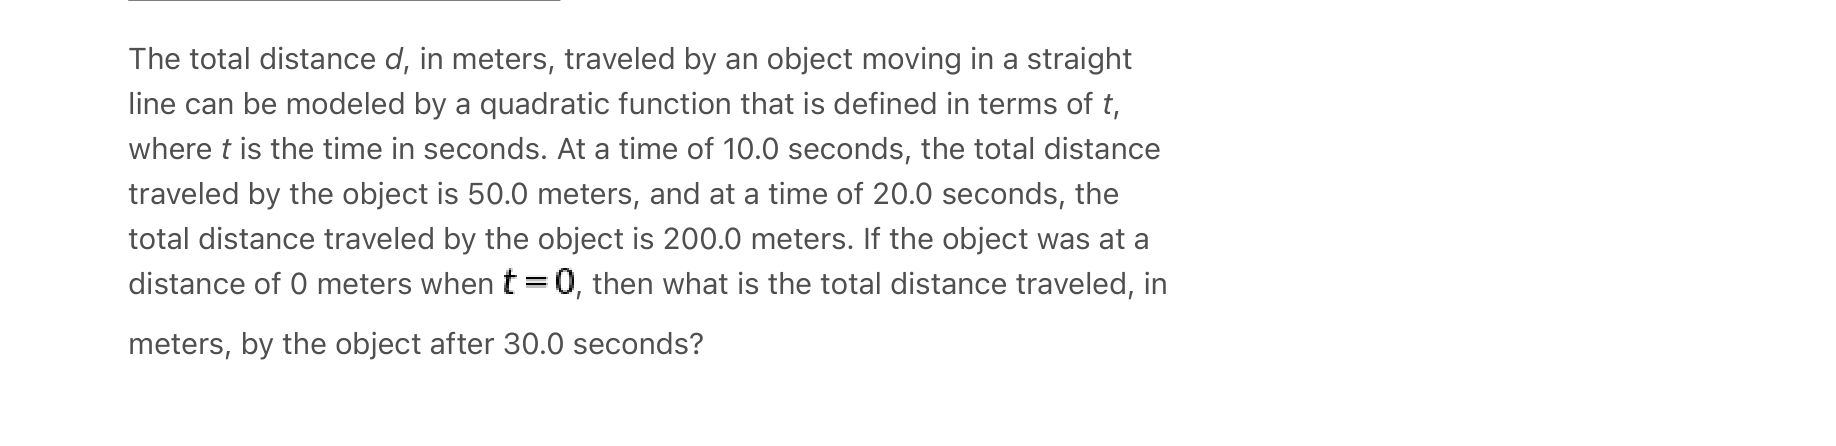 The total distance d, in meters, traveled by an object moving in a straight
line can be modeled by a quadratic function that is defined in terms of t,
where t is the time in seconds. At a time of 10.0 seconds, the total distance
traveled by the object is 50.0 meters, and at a time of 20.0 seconds, the
total distance traveled by the object is 200.0 meters. If the object was at a
distance of 0 meters when t = 0, then what is the total distance traveled, in
meters, by the object after 30.0 seconds?